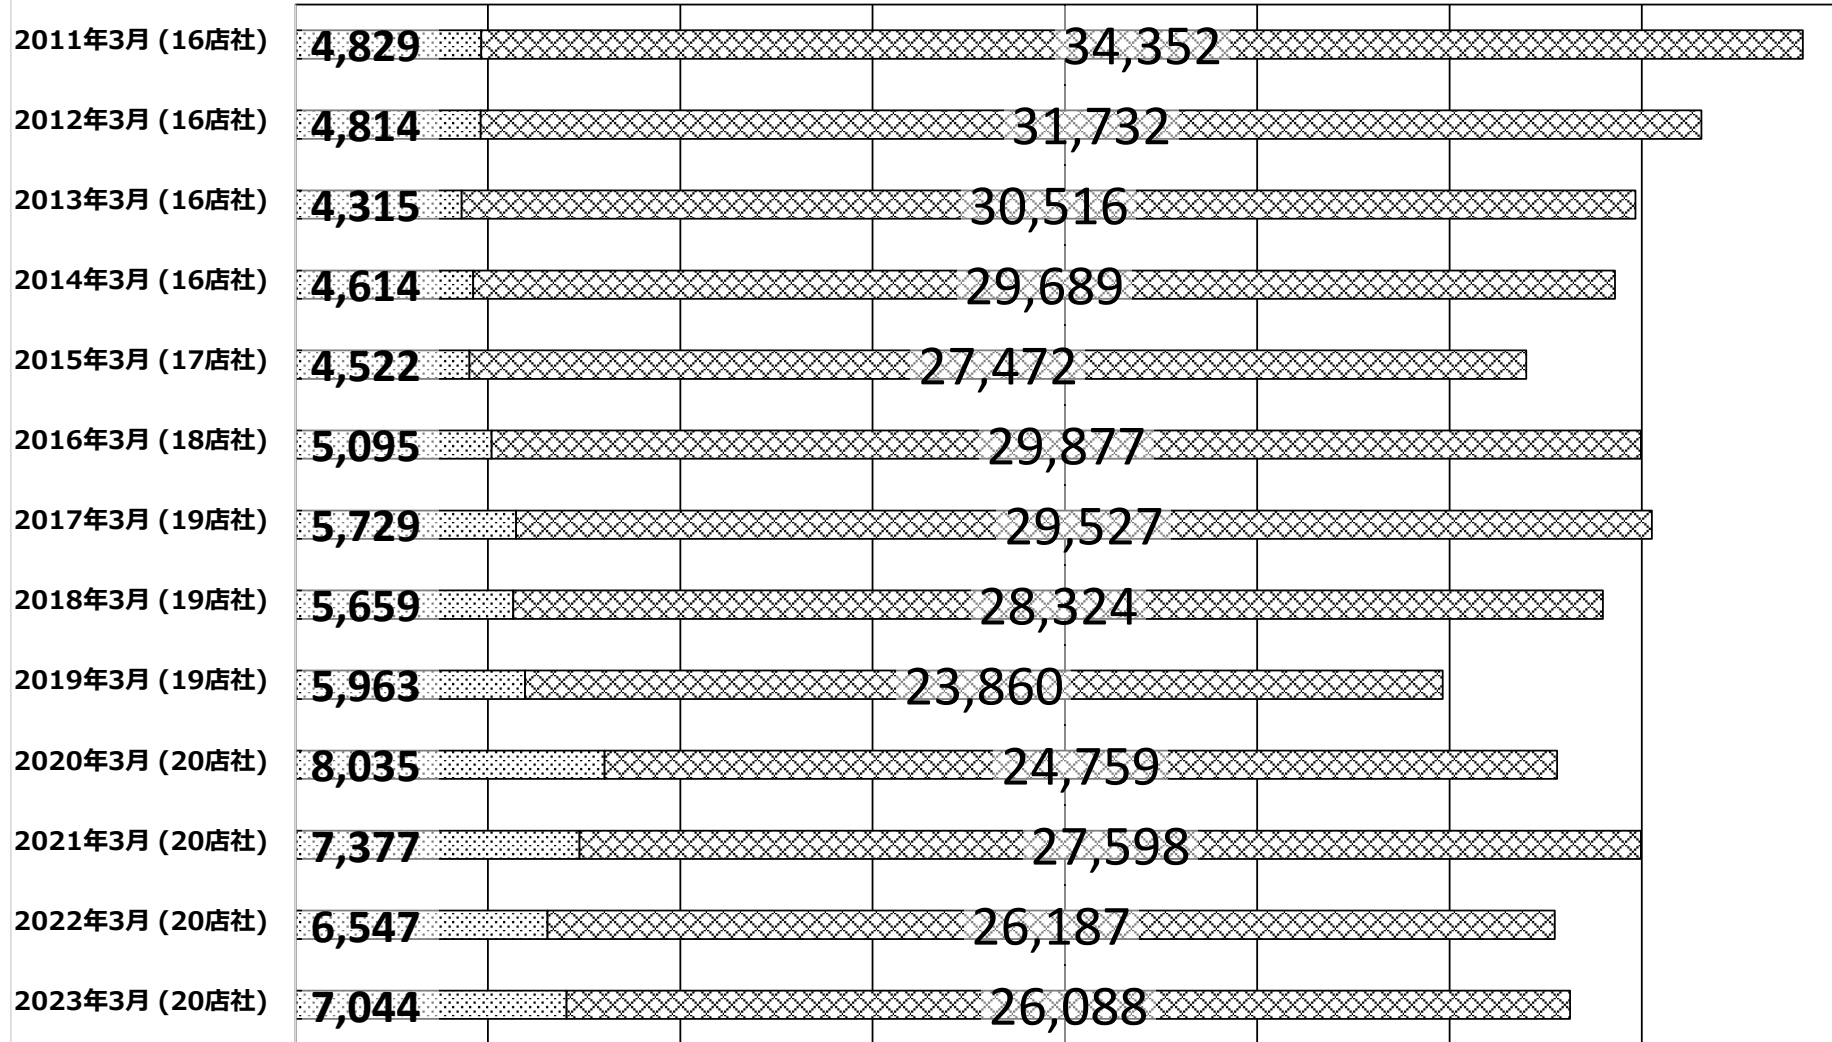 2011年3月 (16店社) 4,829 34,352
2012年3月 (16店社) 4,814 31,732
2013年3月 (16店社) 4,315 30,516
2014年3月 (16店社) 4,614 29,689
2015年3月 (17店社) 4,522 27,472
2016年3月 (18店社) 5,095 29,877
2017年3月 (19店社) 5,729 29,527
2018年3月 (19店社) 5,659 28,324
2019年3月 (19店社) 5,963 23,860
2020年3月 (20店社) 8,035 24,759
2021年3月 (20店社) 7,377 27,598
2022年3月 (20店社) 6,547 26,187
2023年3月 (20店社) 7,044 26,088